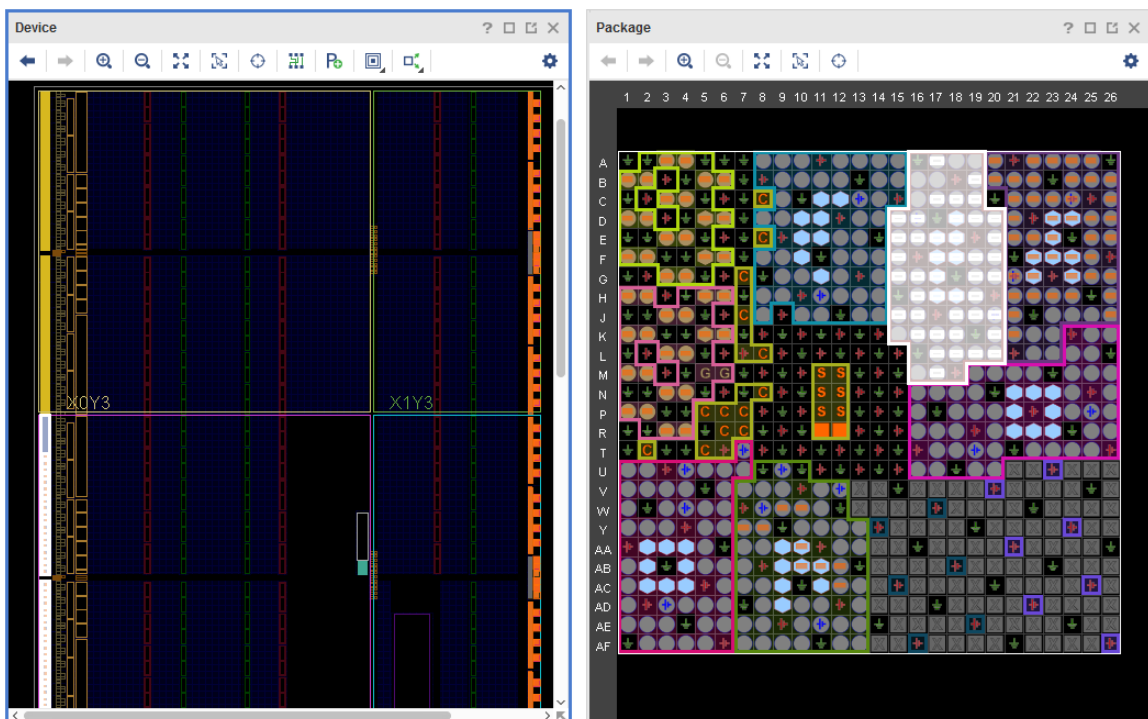 Device
X0Y3
X1Y3
Package
1 2 3 4 5 6 7 8 9 10 11 12 13 14 15 16 17 18 19 20 21 22 23 24 25 26
A
B
C C
D
E C
F
G C
H
J C
K
L C
M G G
S S
N C S S
P C C C S S
R C C
T C C
U
V
W
Y
AA
AB
AC
AD
AE
AF